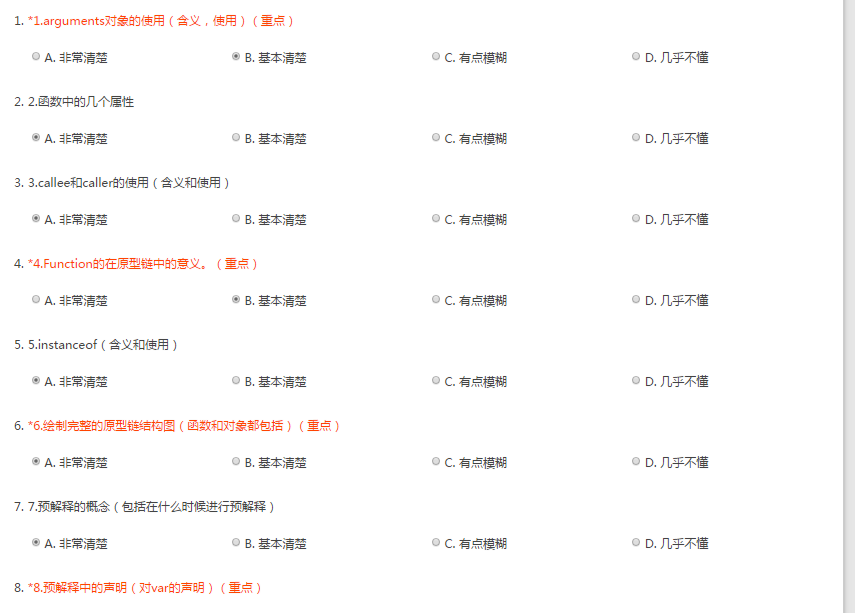 1. *1.arguments对象的使用（含义，使用）（重点）
A. 非常清楚 B. 基本清楚 C. 有点模糊 D. 几乎不懂
2. 2.函数中的几个属性
A. 非常清楚 B. 基本清楚 C. 有点模糊 D. 几乎不懂
3. 3.callee和caller的使用（含义和使用）
A. 非常清楚 B. 基本清楚 C. 有点模糊 D. 几乎不懂
4. *4.Function的在原型链中的意义。（重点）
A. 非常清楚 B. 基本清楚 C. 有点模糊 D. 几乎不懂
5. 5.instanceof（含义和使用）
A. 非常清楚 B. 基本清楚 C. 有点模糊 D. 几乎不懂
6. *6.绘制完整的原型链结构图（函数和对象都包括）（重点）
A. 非常清楚 B. 基本清楚 C. 有点模糊 D. 几乎不懂
7. 7.预解释的概念（包括在什么时候进行预解释）
A. 非常清楚 B. 基本清楚 C. 有点模糊 D. 几乎不懂
8. *8.预解释中的声明（对var的声明）（重点）